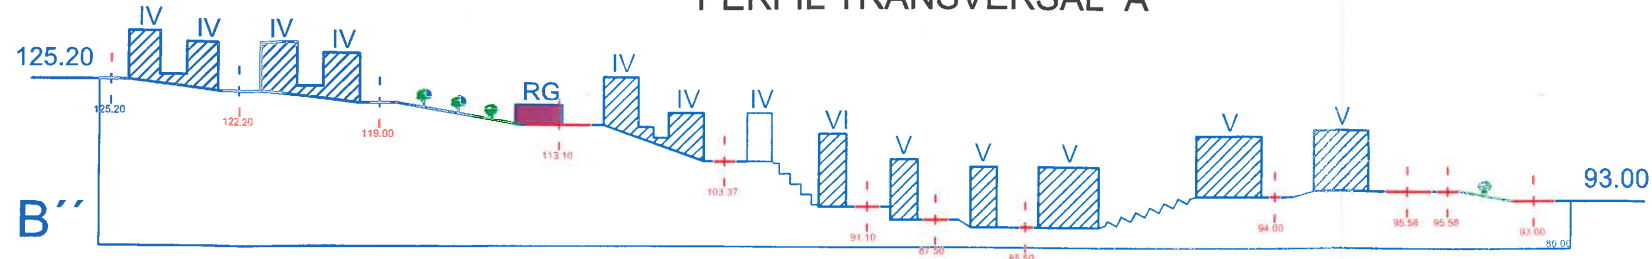 PERFIL TRANSVERSAL A
IV IV IV IV
125.20
IV
RG IV IV
125.20
122.20
119.00
VI V V V V V
113.10
103.37
93.00
B´´
91.10
87.50
85.50
94.00
95.58 95.58
93.00
80.00